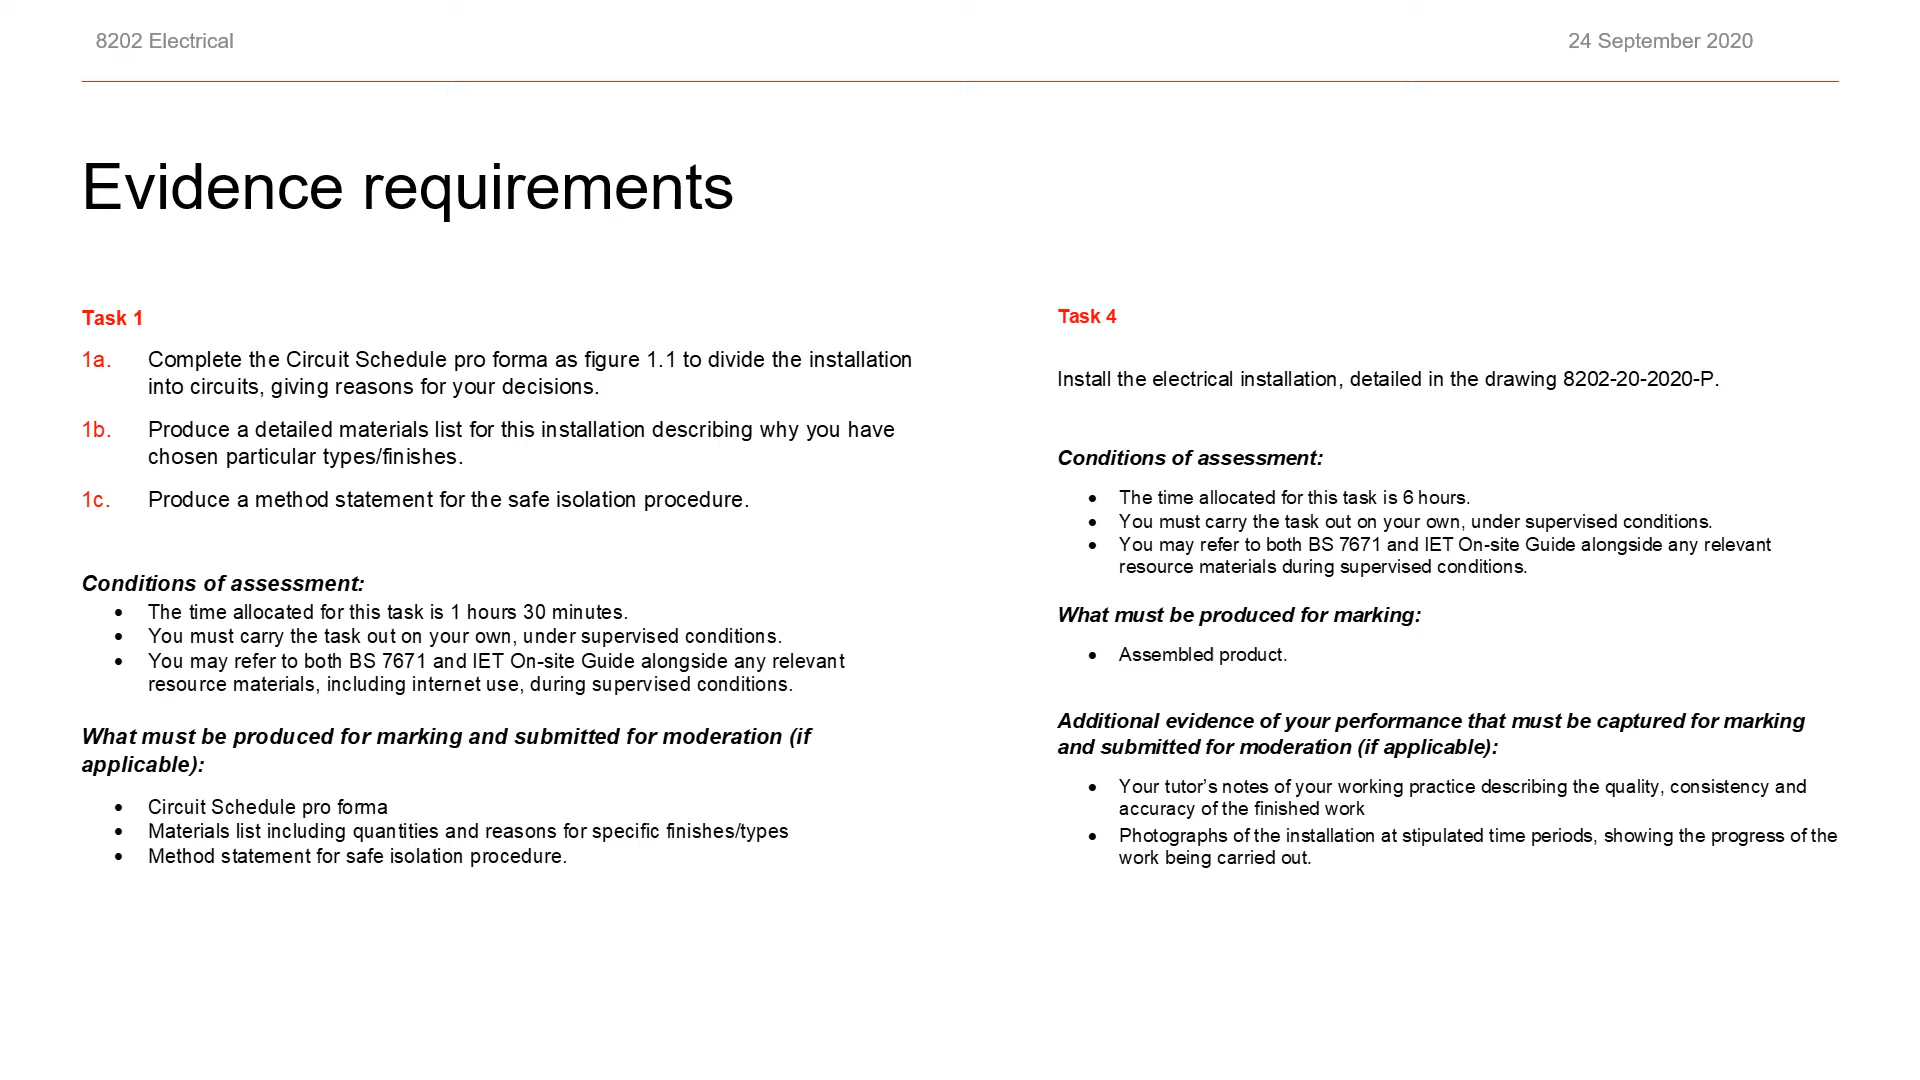 8202 Electrical
24 September 2020
Evidence requirements
Task 1
1a. Complete the Circuit Schedule pro forma as figure 1.1 to divide the installation
into circuits, giving reasons for your decisions.
1b. Produce a detailed materials list for this installation describing why you have
chosen particular types/finishes.
1c. Produce a method statement for the safe isolation procedure.
Conditions of assessment:
• The time allocated for this task is 1 hours 30 minutes.
• You must carry the task out on your own, under supervised conditions.
• You may refer to both BS 7671 and IET On-site Guide alongside any relevant
resource materials, including internet use, during supervised conditions.
What must be produced for marking and submitted for moderation (if
applicable):
• Circuit Schedule pro forma
• Materials list including quantities and reasons for specific finishes/types
• Method statement for safe isolation procedure.
Task 4
Install the electrical installation, detailed in the drawing 8202-20-2020-P.
Conditions of assessment:
• The time allocated for this task is 6 hours.
• You must carry the task out on your own, under supervised conditions.
• You may refer to both BS 7671 and IET On-site Guide alongside any relevant
resource materials during supervised conditions.
What must be produced for marking:
• Assembled product.
Additional evidence of your performance that must be captured for marking
and submitted for moderation (if applicable):
• Your tutor’s notes of your working practice describing the quality, consistency and
accuracy of the finished work
• Photographs of the installation at stipulated time periods, showing the progress of the
work being carried out.